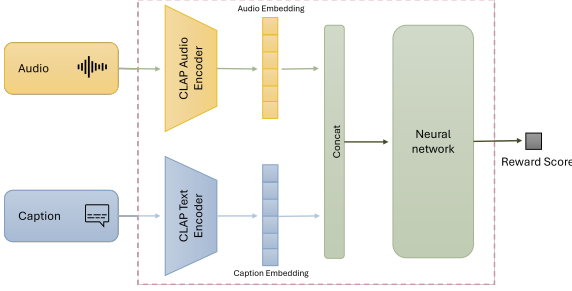 Audio Embedding
Audio
CLAP Audio
Encoder
Concat
Neural
network
Reward Score
Caption
CLAP Text
Encoder
Caption Embedding